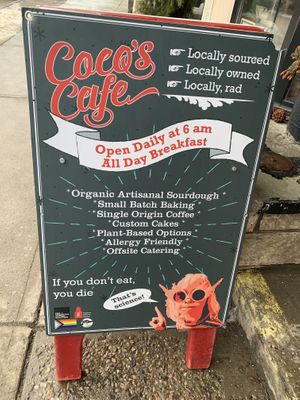 Coco's
Cafe
Locally sourced
Locally owned
Locally, rad
Open Daily at 6 am
All Day Breakfast
*Organic Artisanal Sourdough*
*Small Batch Baking*
*Single Origin Coffee*
*Custom Cakes*
*Plant-Based Options*
*Allergy Friendly*
*Offsite Catering*
If you don't eat,
you die
That's
science!